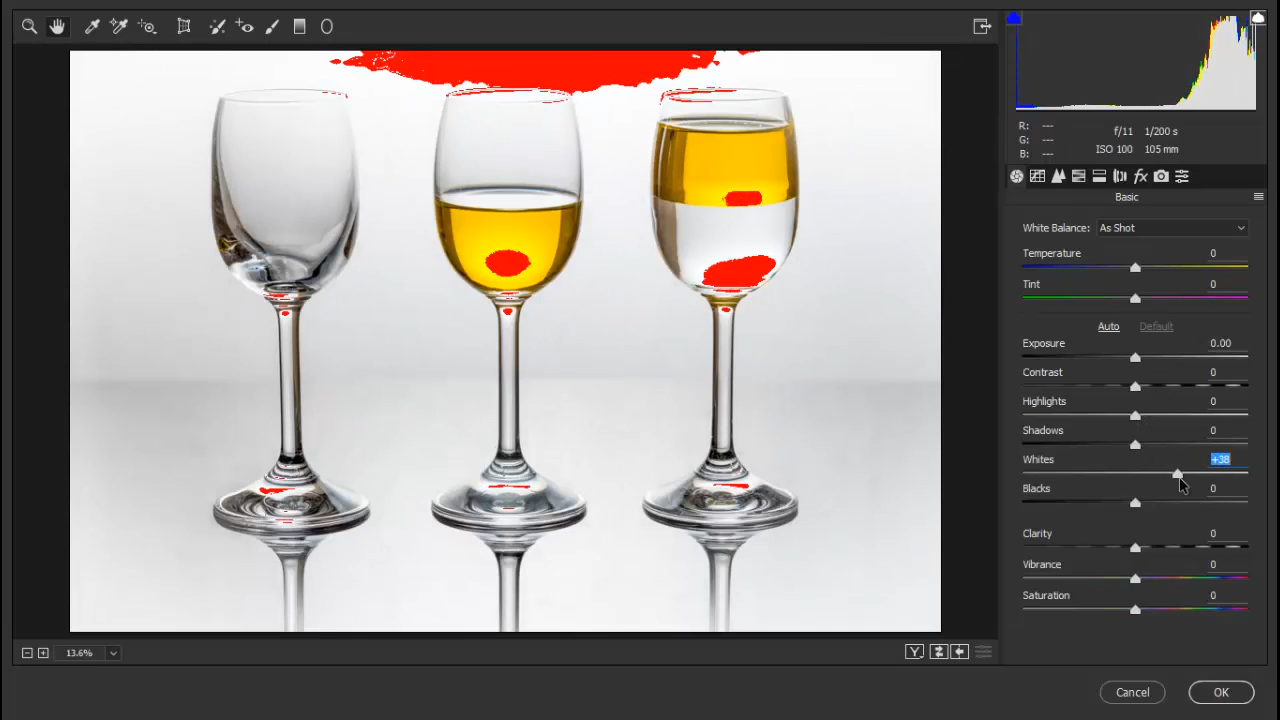 R: ---
f/11 1/200 s
G: ---
B: ---
ISO 100 105 mm
fx
Basic
White Balance: As Shot
Temperature 0
Tint 0
Auto Default
Exposure 0.00
Contrast 0
Highlights 0
Shadows 0
Whites +38
Blacks 0
Clarity 0
Vibrance 0
Saturation 0
13.6%
Y
Cancel OK